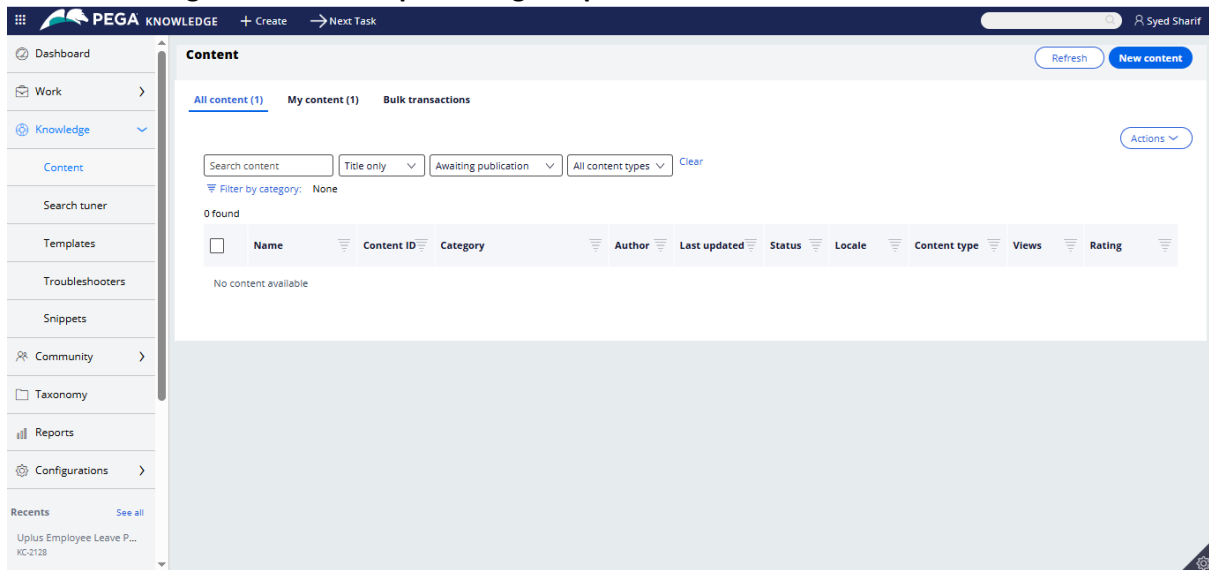 PEGA KNOWLEDGE + Create Next Task Syed Sharif
Dashboard
Work
Knowledge
Content
Search tuner
Templates
Troubleshooters
Snippets
Community
Taxonomy
Reports
Configurations
Recents See all
Uplus Employee Leave P...
KC-2128
Content
Refresh New content
All content (1) My content (1) Bulk transactions
Actions
Search content Title only Awaiting publication All content types Clear
Filter by category: None
0 found
Name Content ID Category Author Last updated Status Locale Content type Views Rating
No content available